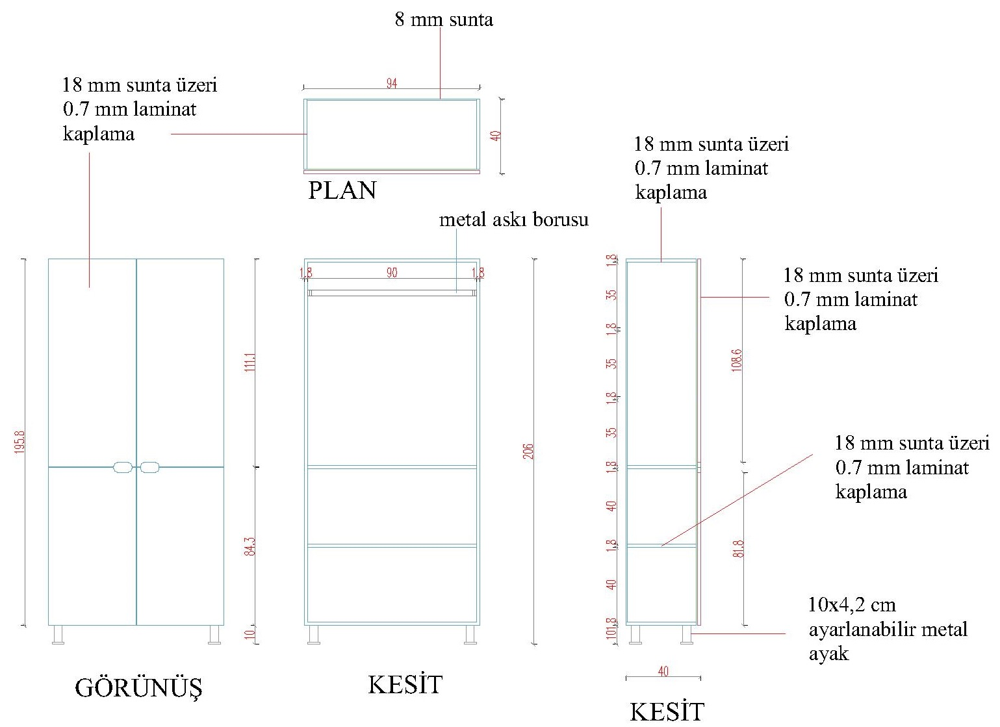 8 mm sunta
18 mm sunta üzeri
0.7 mm laminat
kaplama
94
40
PLAN
18 mm sunta üzeri
0.7 mm laminat
kaplama
metal askı borusu
195.8
111.1
84.3
10
GÖRÜNÜŞ
1.8
90
1.8
206
KESİT
1.8
35
1.8
35
1.8
35
1.8
40
1.8
40
1.8
10
108.6
81.8
18 mm sunta üzeri
0.7 mm laminat
kaplama
18 mm sunta üzeri
0.7 mm laminat
kaplama
10x4,2 cm
ayarlanabilir metal
ayak
40
KESİT